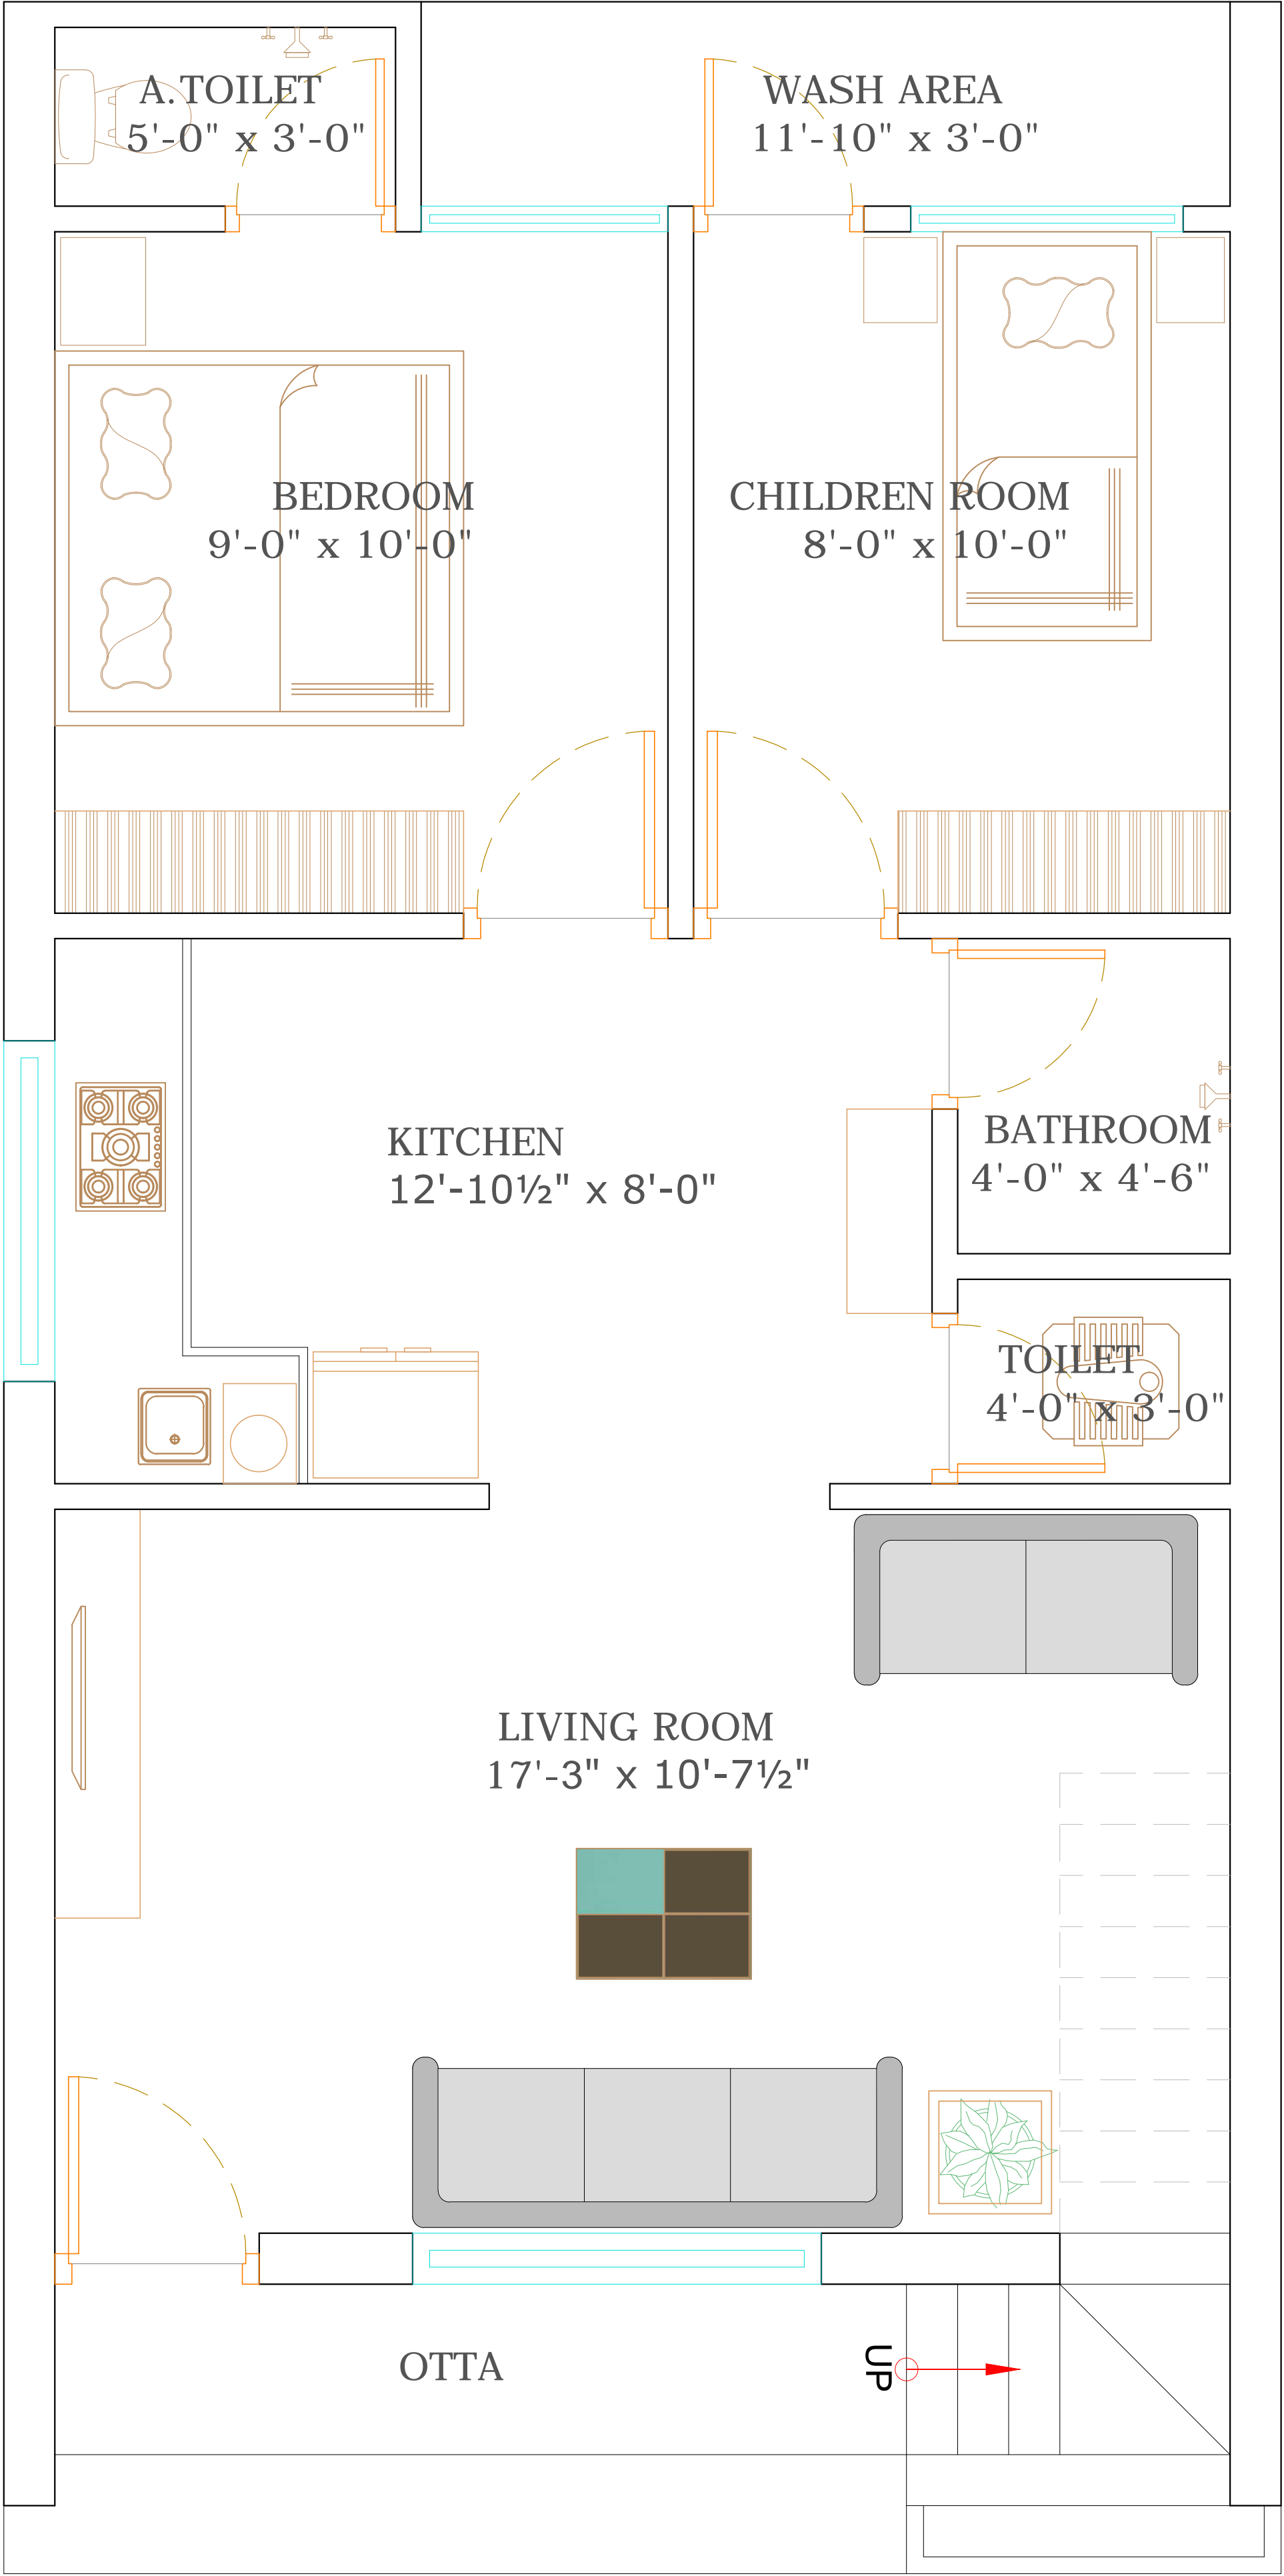 A. TOILET
5'-0" x 3'-0"
WASH AREA
11'-10" x 3'-0"
BEDROOM
9'-0" x 10'-0"
CHILDREN ROOM
8'-0" x 10'-0"
KITCHEN
12'-10½" x 8'-0"
BATHROOM
4'-0" x 4'-6"
TOILET
4'-0" x 3'-0"
LIVING ROOM
17'-3" x 10'-7½"
OTTA
UP